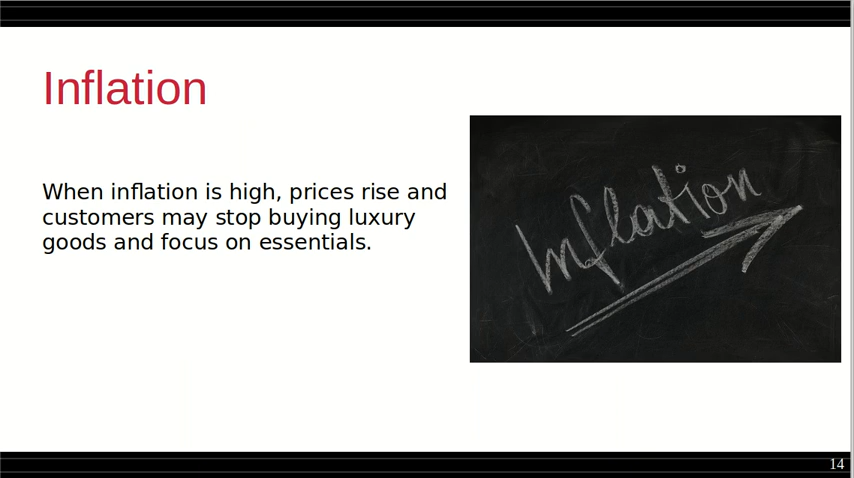 Inflation
When inflation is high, prices rise and
customers may stop buying luxury
goods and focus on essentials.
Inflation
14